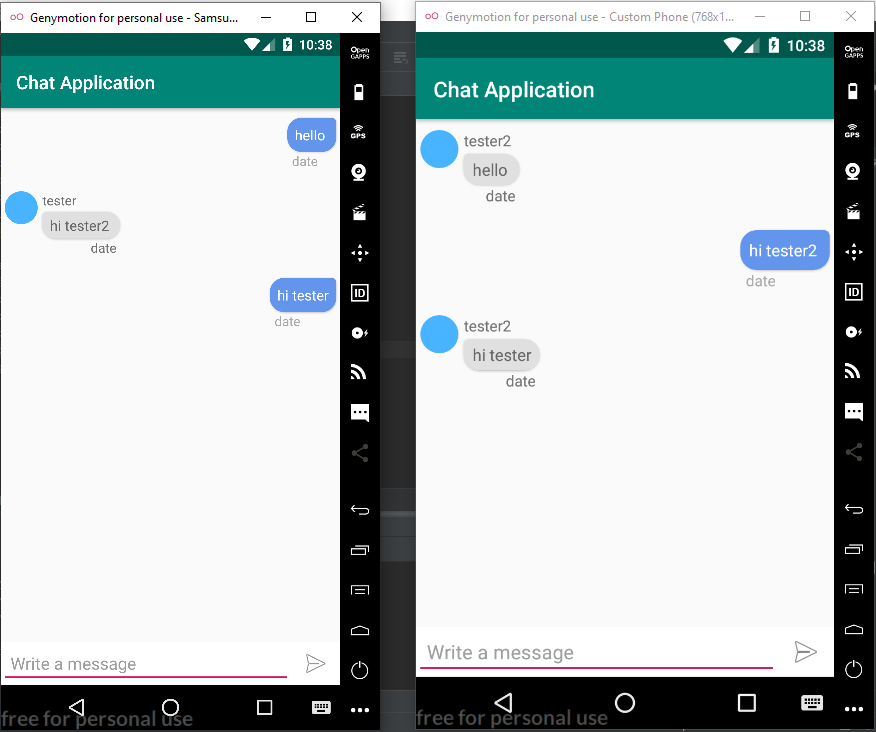 Genymotion for personal use - Samsu...
10:38
Chat Application
hello
date
tester
hi tester2
date
hi tester
date
Write a message
free for personal use
Open
GAPPS
GPS
ID
Genymotion for personal use - Custom Phone (768x1...
10:38
Chat Application
tester2
hello
date
hi tester2
date
tester2
hi tester
date
Write a message
free for personal use
Open
GAPPS
GPS
ID